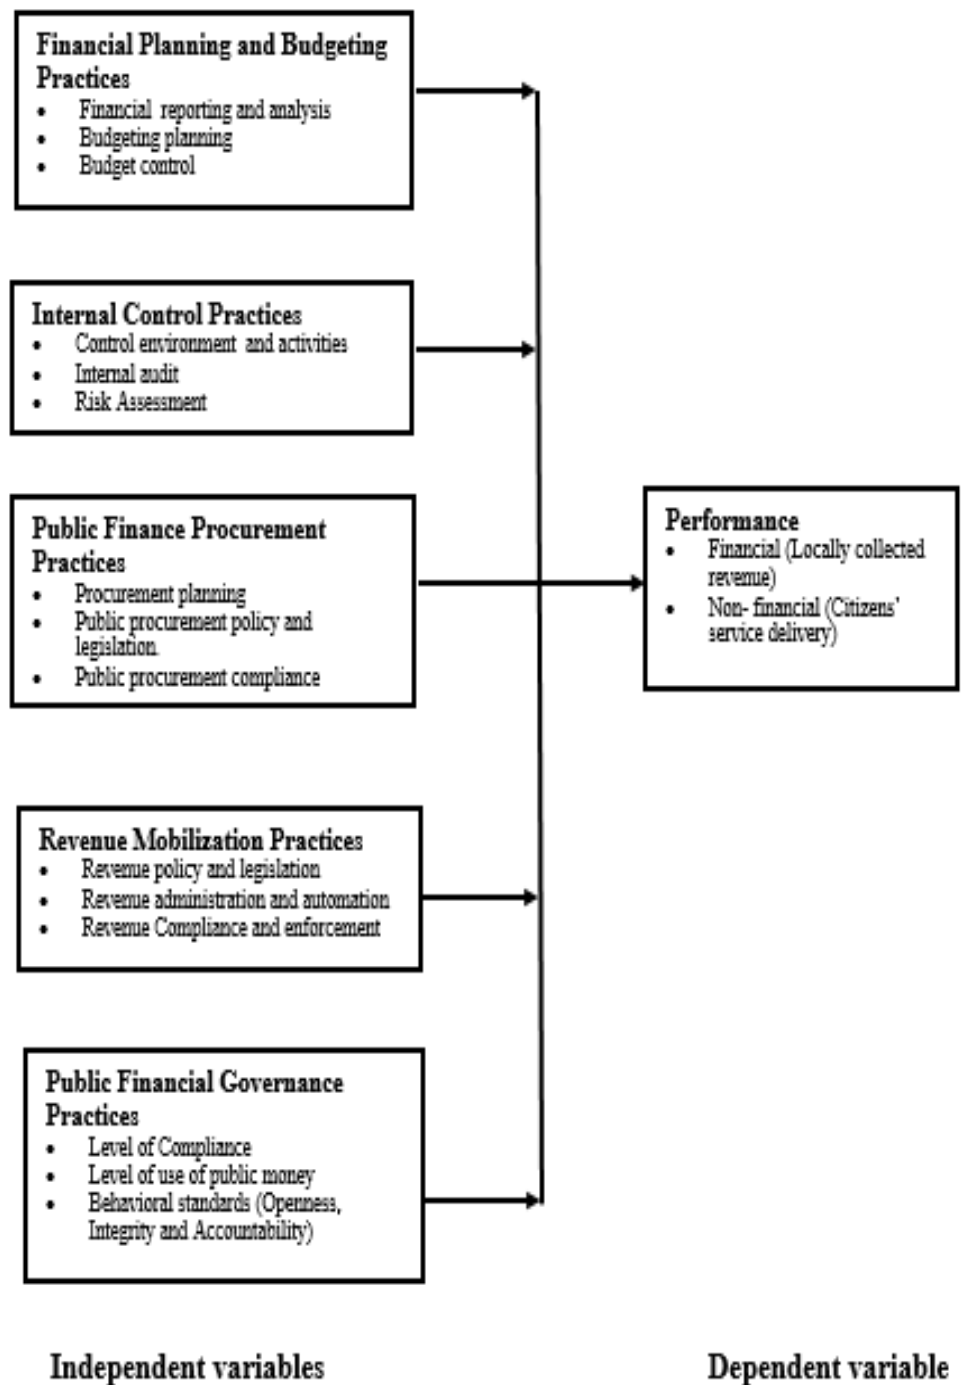 Financial Planning and Budgeting
Practices
• Financial reporting and analysis
• Budgeting planning
• Budget control
Internal Control Practices
• Control environment and activities
• Internal audit
• Risk Assessment
Public Finance Procurement
Practices
• Procurement planning
• Public procurement policy and
legislation.
• Public procurement compliance
Performance
• Financial (Locally collected
revenue)
• Non- financial (Citizens’
service delivery)
Revenue Mobilization Practices
• Revenue policy and legislation
• Revenue administration and automation
• Revenue Compliance and enforcement
Public Financial Governance
Practices
• Level of Compliance
• Level of use of public money
• Behavioral standards (Openness,
Integrity and Accountability)
Independent variables
Dependent variable